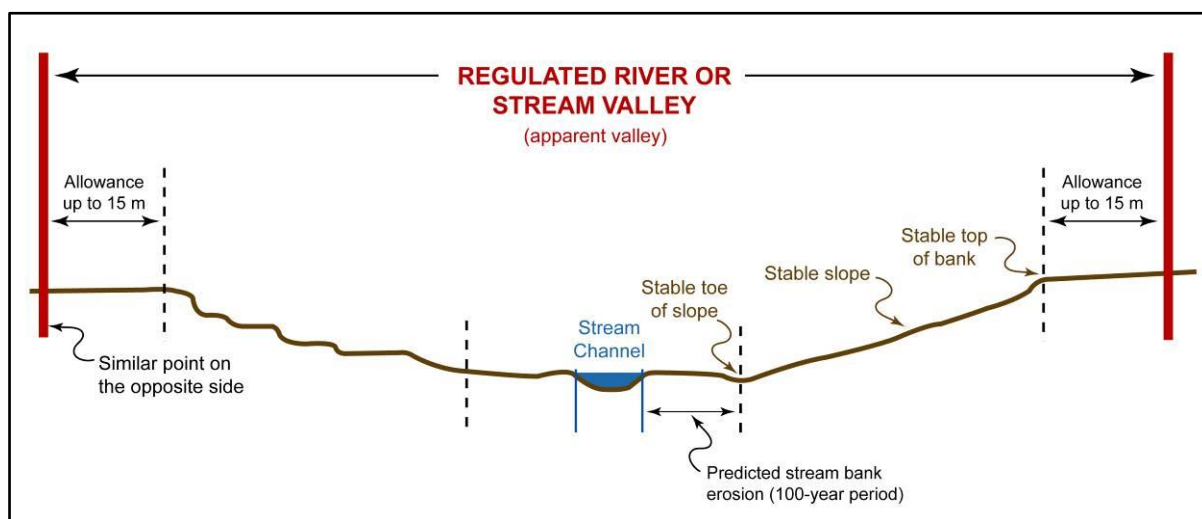 REGULATED RIVER OR
STREAM VALLEY
(apparent valley)
Allowance
up to 15 m
Allowance
up to 15 m
Stable top
of bank
Stable slope
Stable toe
of slope
Stream
Channel
Similar point on
the opposite side
Predicted stream bank
erosion (100-year period)